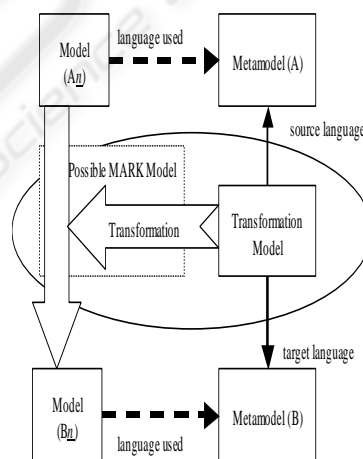 Model
(An)
language used
Metamodel (A)
source language
Possible MARK Model
Transformation
Transformation
Model
target language
Model
(Bn)
language used
Metamodel (B)